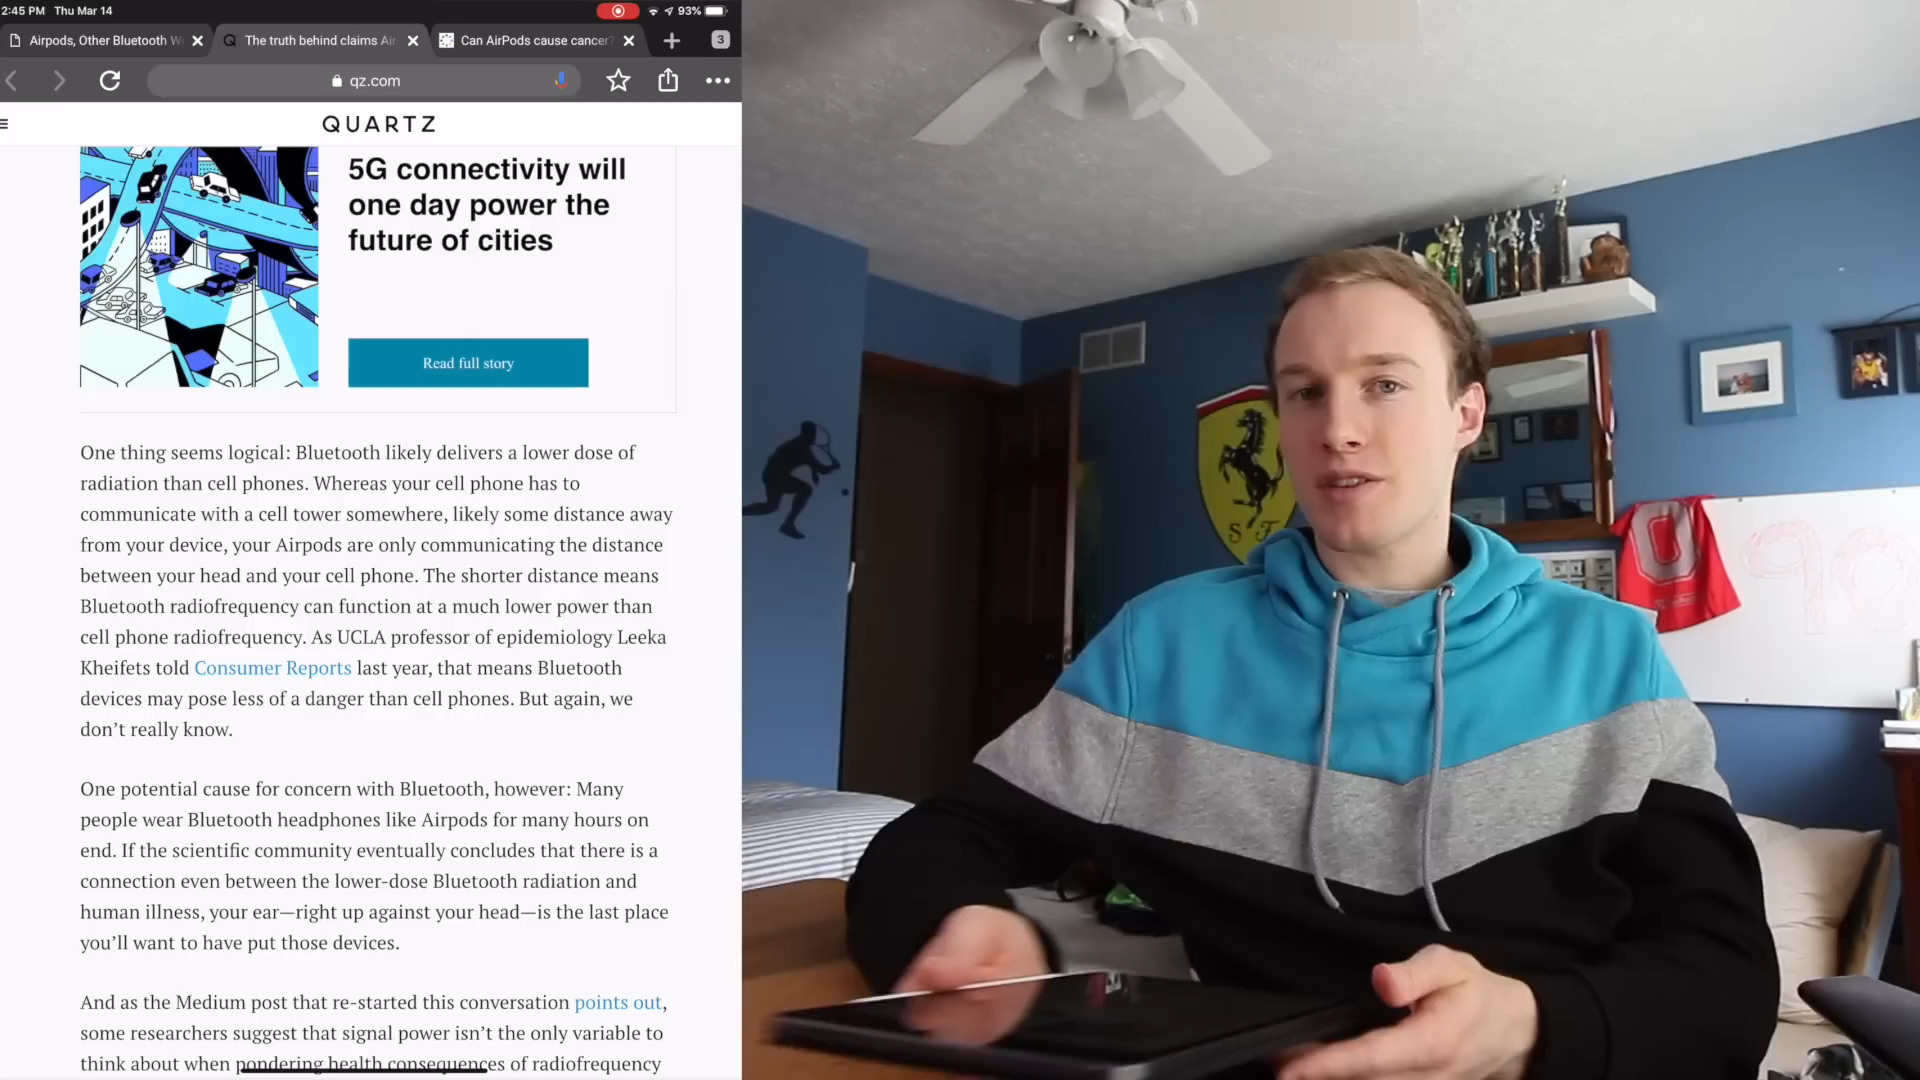 2:45 PM Thu Mar 14
93%
Airpods, Other Bluetooth W
The truth behind claims Air
Can AirPods cause cancer?
3
qz.com
QUARTZ
5G connectivity will
one day power the
future of cities
Read full story
One thing seems logical: Bluetooth likely delivers a lower dose of
radiation than cell phones. Whereas your cell phone has to
communicate with a cell tower somewhere, likely some distance away
from your device, your Airpods are only communicating the distance
between your head and your cell phone. The shorter distance means
Bluetooth radiofrequency can function at a much lower power than
cell phone radiofrequency. As UCLA professor of epidemiology Leeka
Kheifets told Consumer Reports last year, that means Bluetooth
devices may pose less of a danger than cell phones. But again, we
don’t really know.
One potential cause for concern with Bluetooth, however: Many
people wear Bluetooth headphones like Airpods for many hours on
end. If the scientific community eventually concludes that there is a
connection even between the lower-dose Bluetooth radiation and
human illness, your ear—right up against your head—is the last place
you’ll want to have put those devices.
And as the Medium post that re-started this conversation points out,
some researchers suggest that signal power isn’t the only variable to
think about when pondering health consequences of radiofrequency
S F
O
90